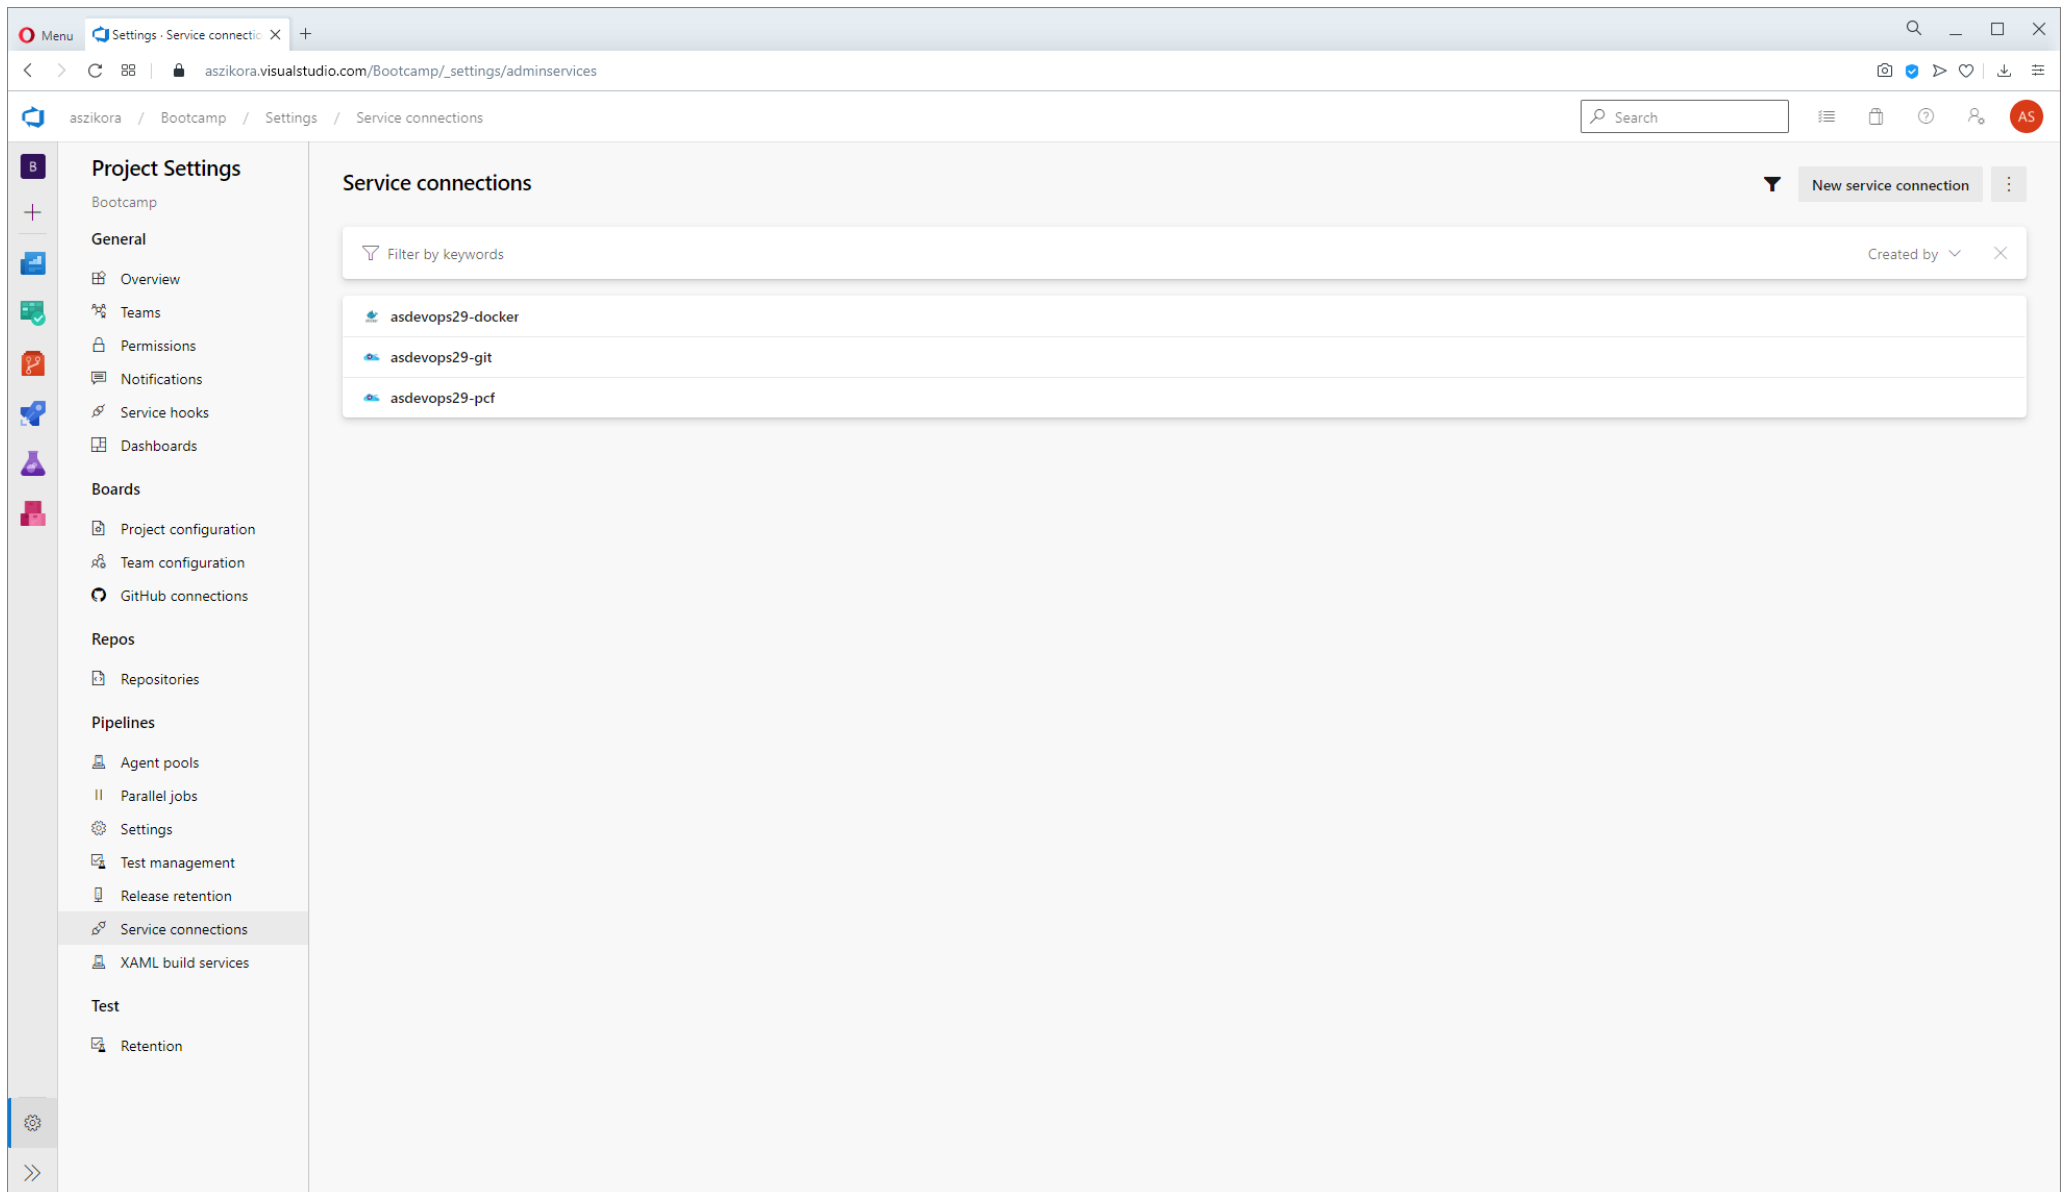 Menu
Settings · Service connectio
aszikora.visualstudio.com/Bootcamp/_settings/adminservices
aszikora / Bootcamp / Settings / Service connections
Search
AS
B
Project Settings
Bootcamp
General
Overview
Teams
Permissions
Notifications
Service hooks
Dashboards
Boards
Project configuration
Team configuration
GitHub connections
Repos
Repositories
Pipelines
Agent pools
Parallel jobs
Settings
Test management
Release retention
Service connections
XAML build services
Test
Retention
Service connections
New service connection
Filter by keywords
Created by
asdevops29-docker
asdevops29-git
asdevops29-pcf